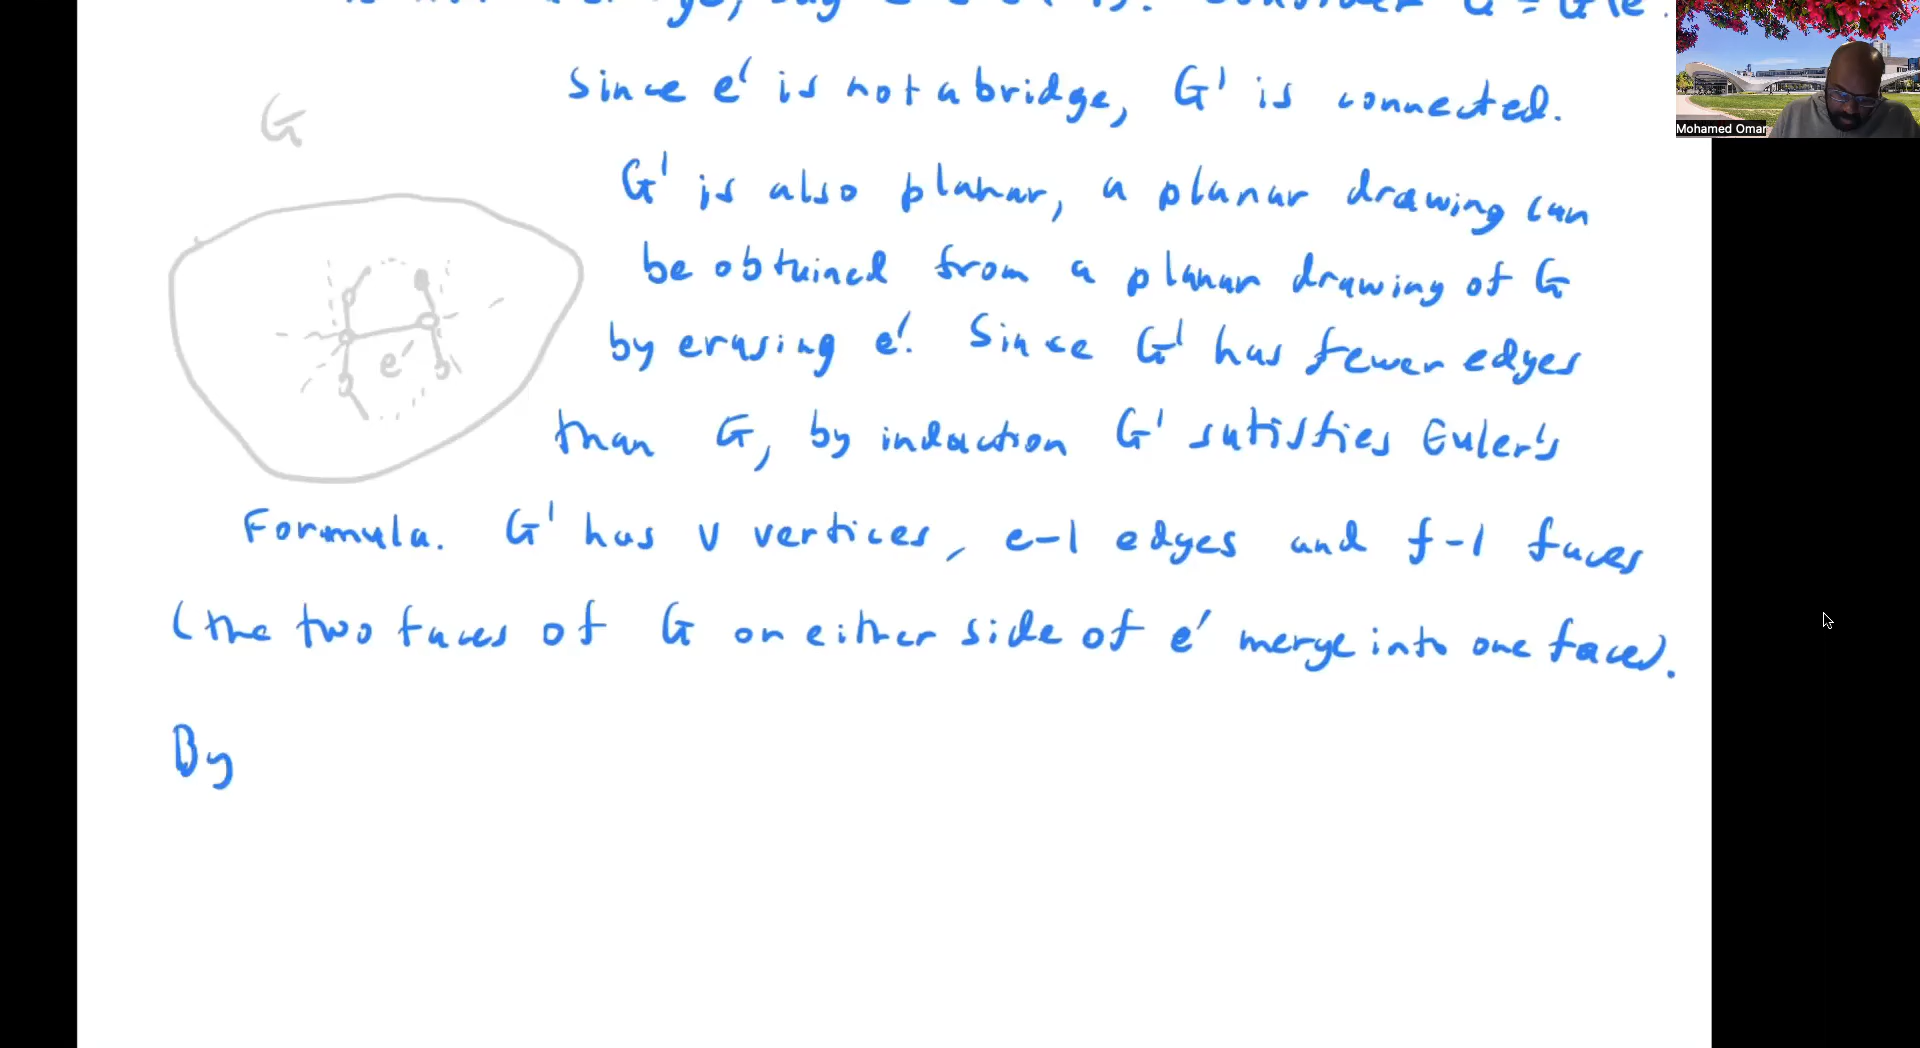 Consider G' = G\e'.
Since e' is not a bridge, G' is connected.
G
G' is also planar, a planar drawing can
be obtained from a planar drawing of G
by erasing e'. Since G' has fewer edges
e'
than G, by induction G' satisfies Euler's
Formula. G' has v vertices, e-1 edges and f-1 faces
(the two faces of G on either side of e' merge into one face).
By
Mohamed Omar